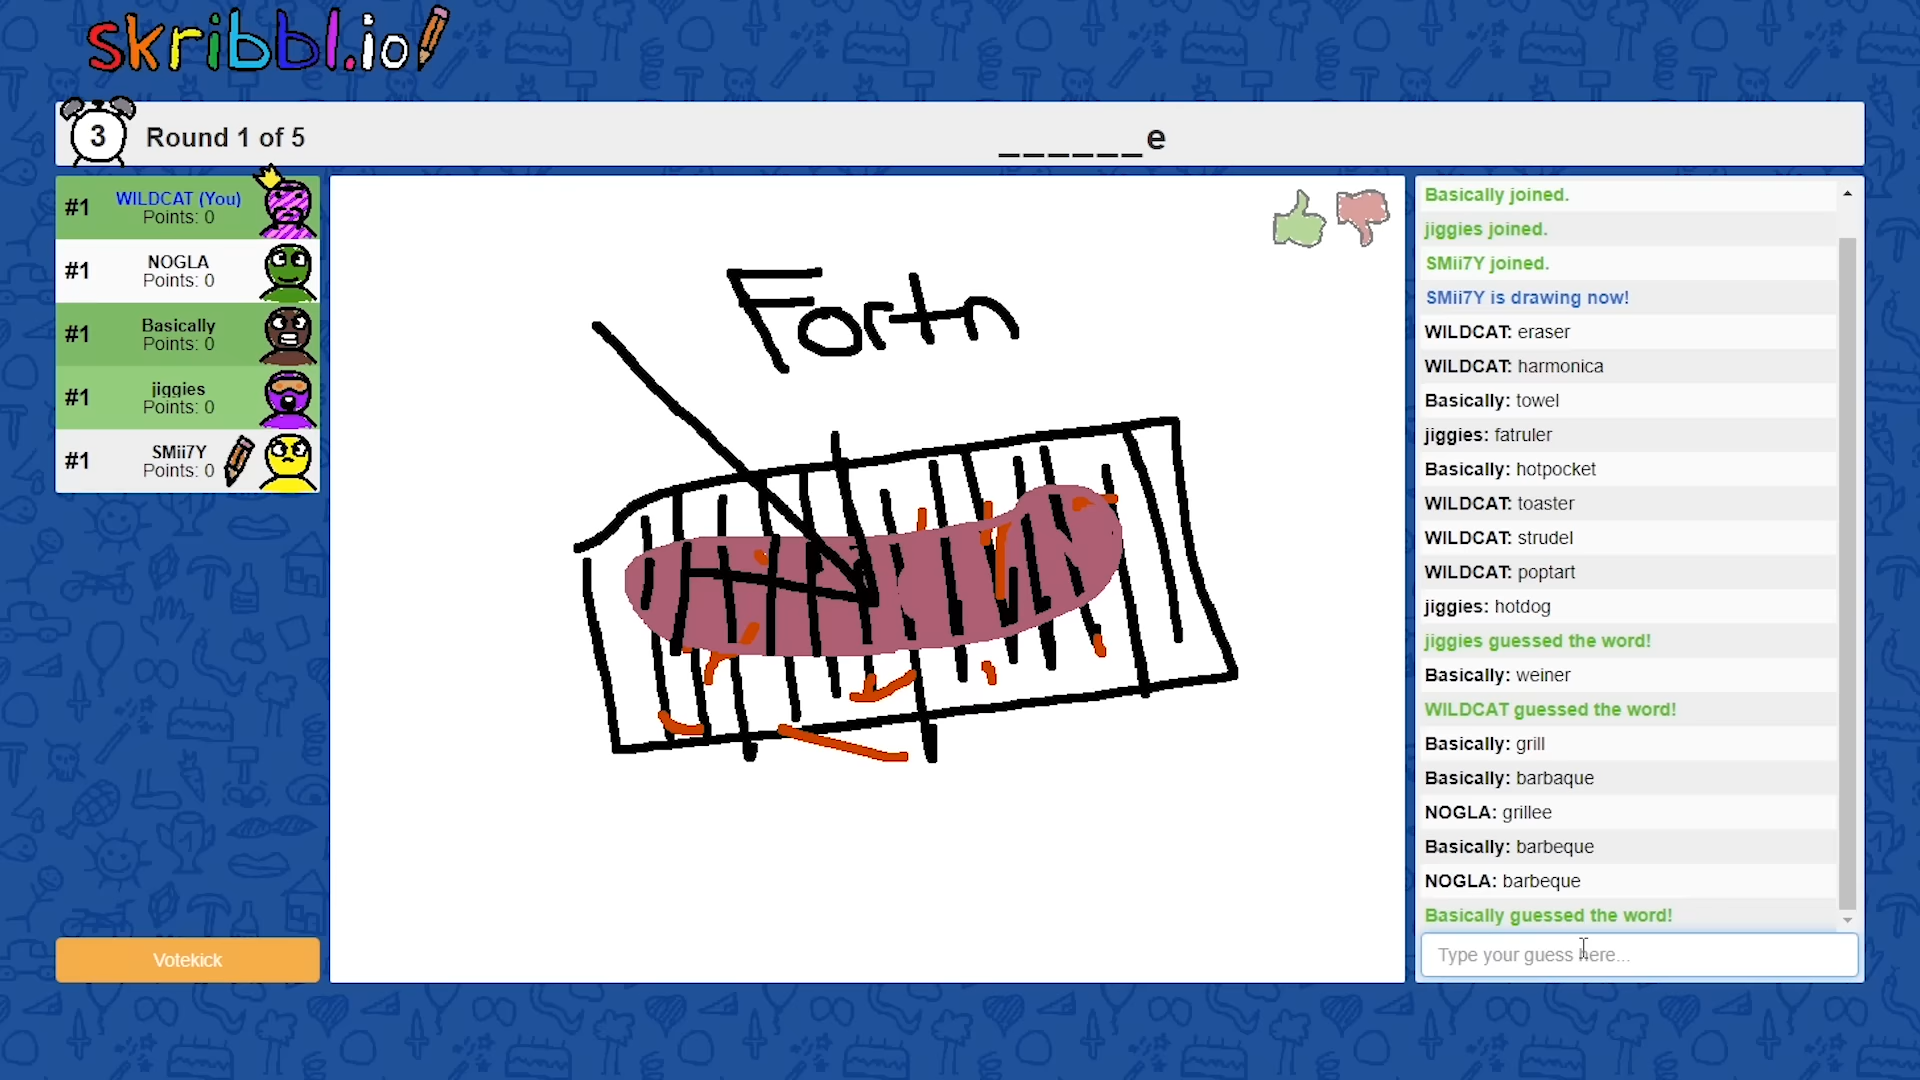 skribbl.io
3 Round 1 of 5 ______e
#1 WILDCAT (You)
Points: 0
#1 NOGLA
Points: 0
#1 Basically
Points: 0
#1 jiggies
Points: 0
#1 SMii7Y
Points: 0
Votekick
Fortn
Basically joined.
jiggies joined.
SMii7Y joined.
SMii7Y is drawing now!
WILDCAT: eraser
WILDCAT: harmonica
Basically: towel
jiggies: fatruler
Basically: hotpocket
WILDCAT: toaster
WILDCAT: strudel
WILDCAT: poptart
jiggies: hotdog
jiggies guessed the word!
Basically: weiner
WILDCAT guessed the word!
Basically: grill
Basically: barbaque
NOGLA: grillee
Basically: barbeque
NOGLA: barbeque
Basically guessed the word!
Type your guess here...